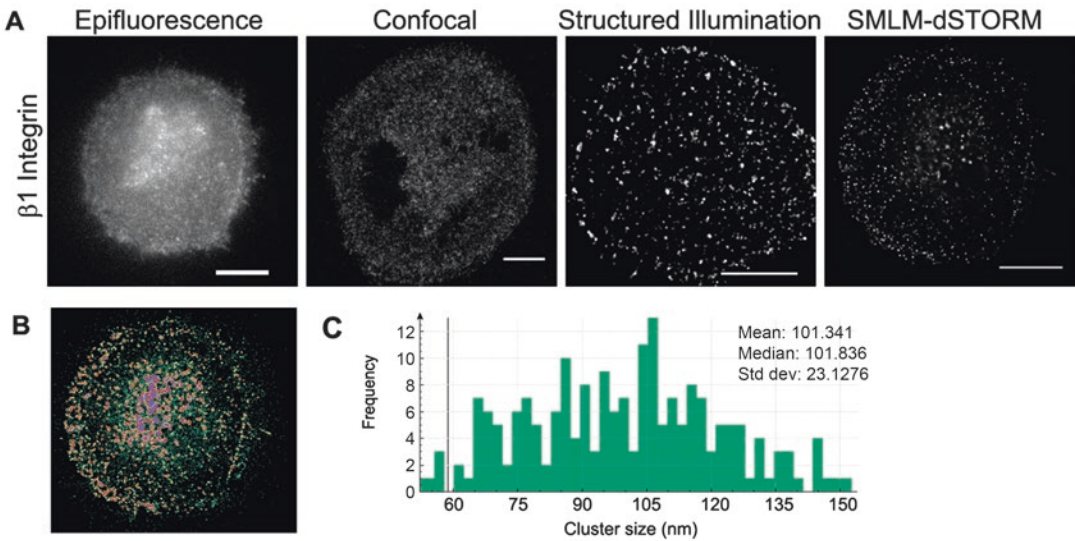 A
Epifluorescence
Confocal
Structured Illumination
SMLM-dSTORM
β1 Integrin
B
C
Mean: 101.341
Median: 101.836
Std dev: 23.1276
Frequency
12
10
8
6
4
2
0
60
75
90
105
120
135
150
Cluster size (nm)